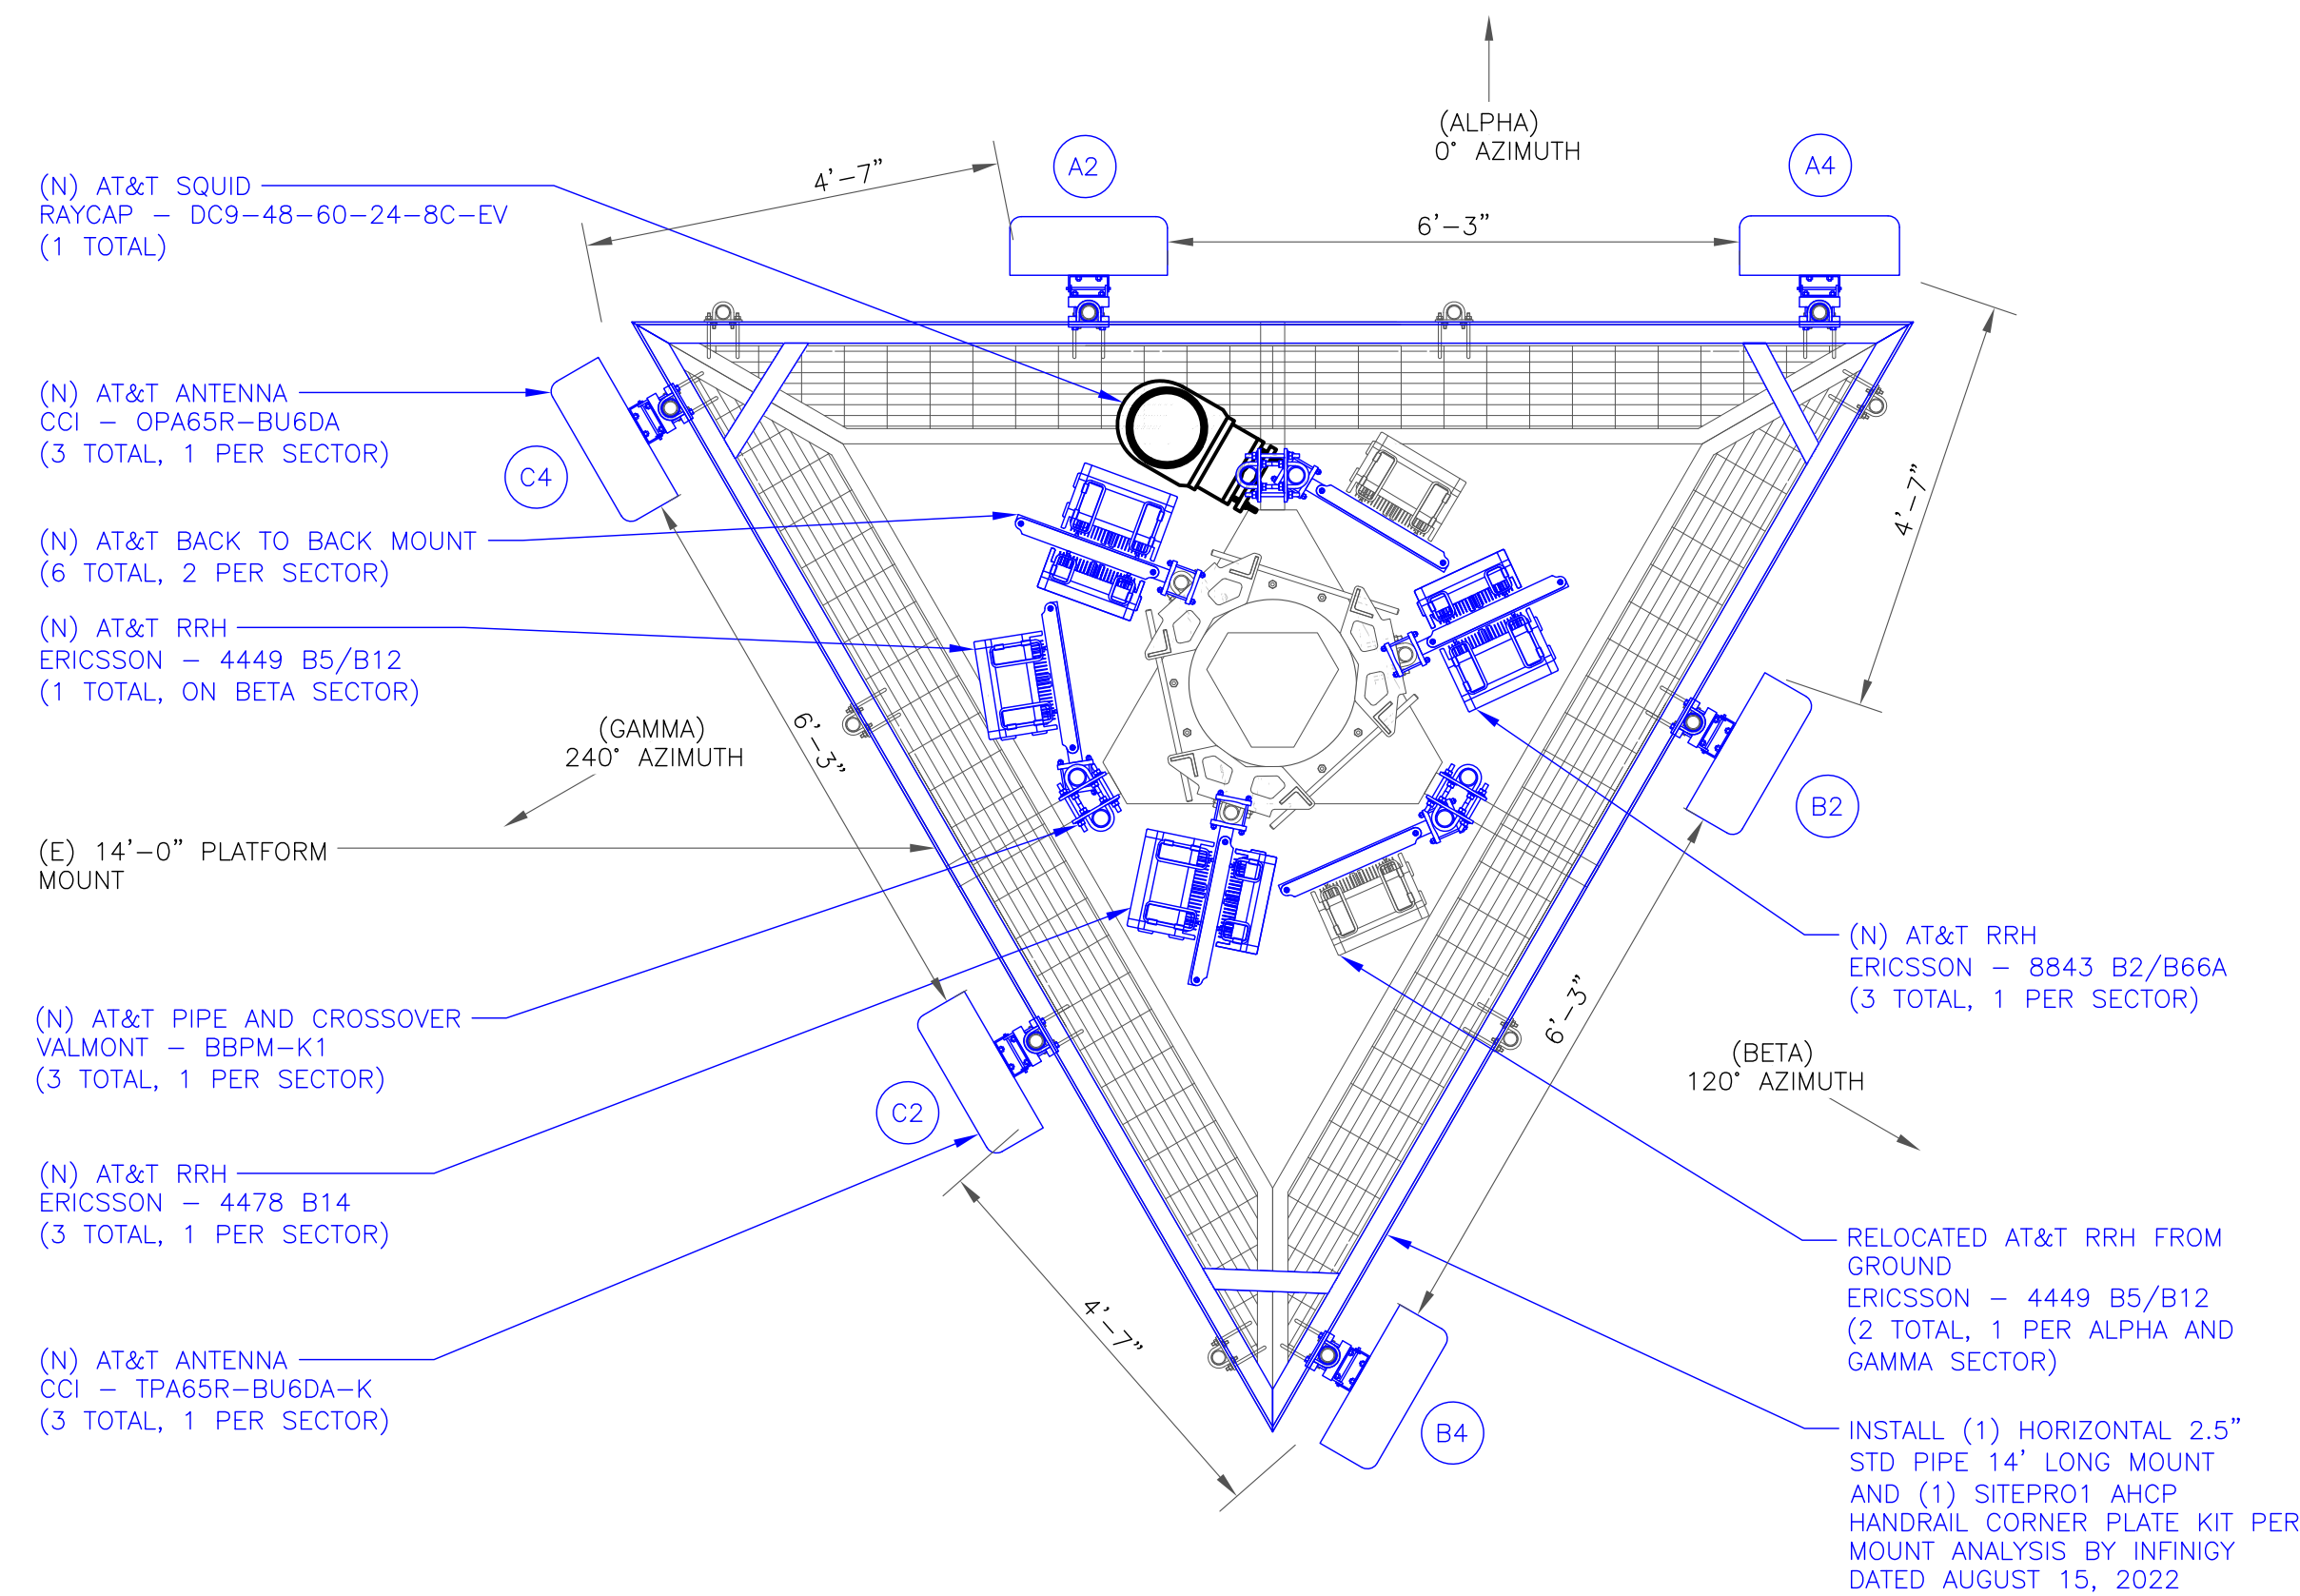 (ALPHA)
0° AZIMUTH
A2
A4
4'-7"
6'-3"
(N) AT&T SQUID
RAYCAP - DC9-48-60-24-8C-EV
(1 TOTAL)
(N) AT&T ANTENNA
CCI - OPA65R-BU6DA
(3 TOTAL, 1 PER SECTOR)
C4
4'-7"
(N) AT&T BACK TO BACK MOUNT
(6 TOTAL, 2 PER SECTOR)
(N) AT&T RRH
ERICSSON - 4449 B5/B12
(1 TOTAL, ON BETA SECTOR)
(GAMMA)
240° AZIMUTH
6'-3"
B2
(E) 14'-0" PLATFORM
MOUNT
(N) AT&T RRH
ERICSSON - 8843 B2/B66A
(3 TOTAL, 1 PER SECTOR)
6'-3"
(N) AT&T PIPE AND CROSSOVER
VALMONT - BBPM-K1
(3 TOTAL, 1 PER SECTOR)
(BETA)
120° AZIMUTH
C2
(N) AT&T RRH
ERICSSON - 4478 B14
(3 TOTAL, 1 PER SECTOR)
RELOCATED AT&T RRH FROM
GROUND
ERICSSON - 4449 B5/B12
(2 TOTAL, 1 PER ALPHA AND
GAMMA SECTOR)
4'-7"
(N) AT&T ANTENNA
CCI - TPA65R-BU6DA-K
(3 TOTAL, 1 PER SECTOR)
B4
INSTALL (1) HORIZONTAL 2.5"
STD PIPE 14' LONG MOUNT
AND (1) SITEPRO1 AHCP
HANDRAIL CORNER PLATE KIT PER
MOUNT ANALYSIS BY INFINIGY
DATED AUGUST 15, 2022